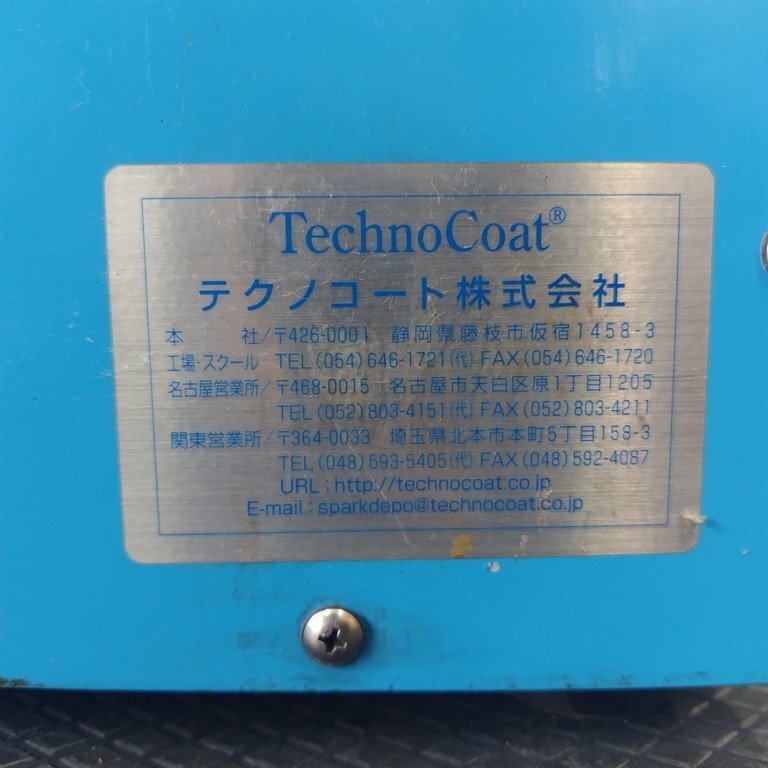 TechnoCoat®
テクノコート株式会社
本 社/〒426-0001 静岡県藤枝市仮宿1458-3
工場・スクール TEL(054)646-1721(代) FAX(054)646-1720
名古屋営業所/〒468-0015 名古屋市天白区原1丁目1205
TEL(052)803-4151(代) FAX(052)803-4211
関東営業所/〒364-0033 埼玉県北本市本町5丁目158-3
TEL(048)593-5405(代) FAX(048)592-4087
URL:http://technocoat.co.jp
E-mail:sparkdepo@technocoat.co.jp